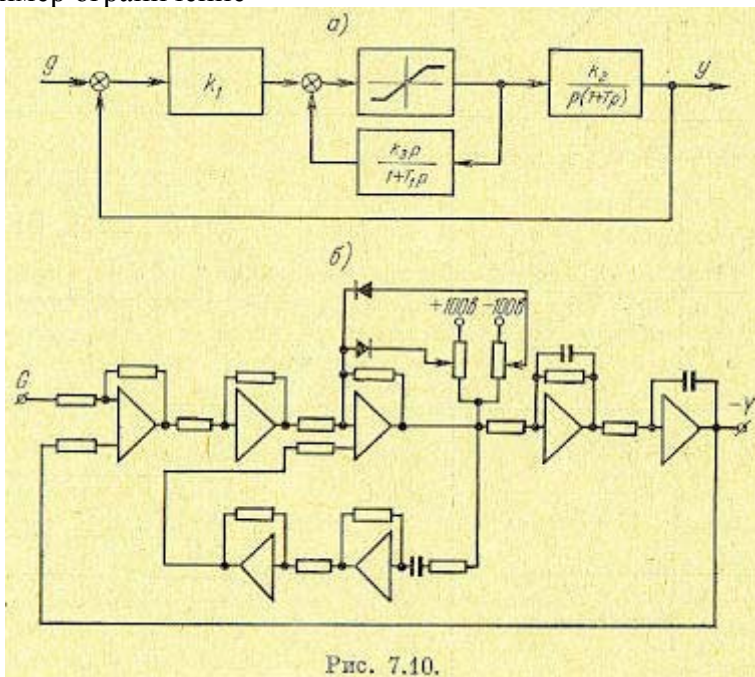 а)
g
k₁
k₂
p(1+Tp)
y
k₃p
1+T₁p
б)
+100в −100в
G
−Y
Рис. 7.10.